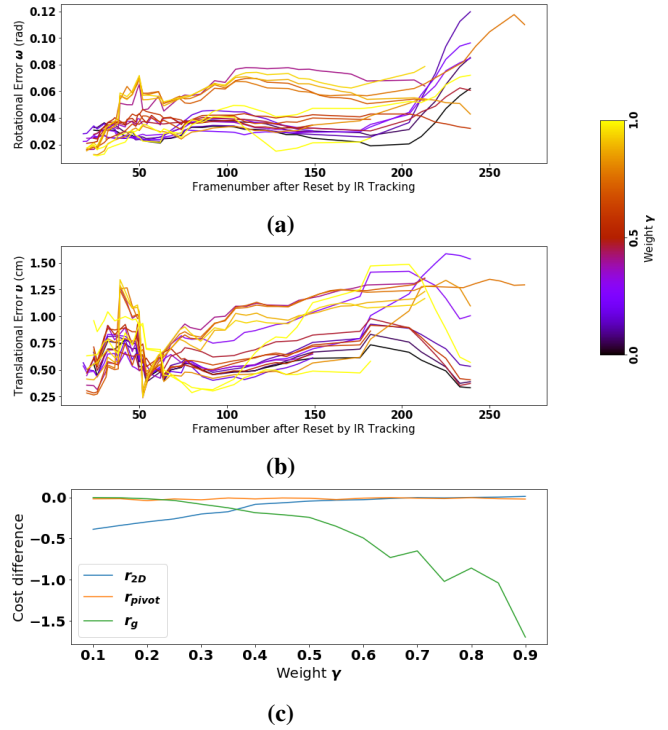 0.12
0.10
0.08
0.06
0.04
0.02
Rotational Error ω (rad)
50 100 150 200 250
Framenumber after Reset by IR Tracking
(a)
1.50
1.25
1.00
0.75
0.50
0.25
Translational Error u (cm)
50 100 150 200 250
Framenumber after Reset by IR Tracking
(b)
1.0
0.5
0.0
Weight γ
0.0
−0.5
−1.0
−1.5
Cost difference
r2D
rpivot
rg
0.1 0.2 0.3 0.4 0.5 0.6 0.7 0.8 0.9
Weight γ
(c)